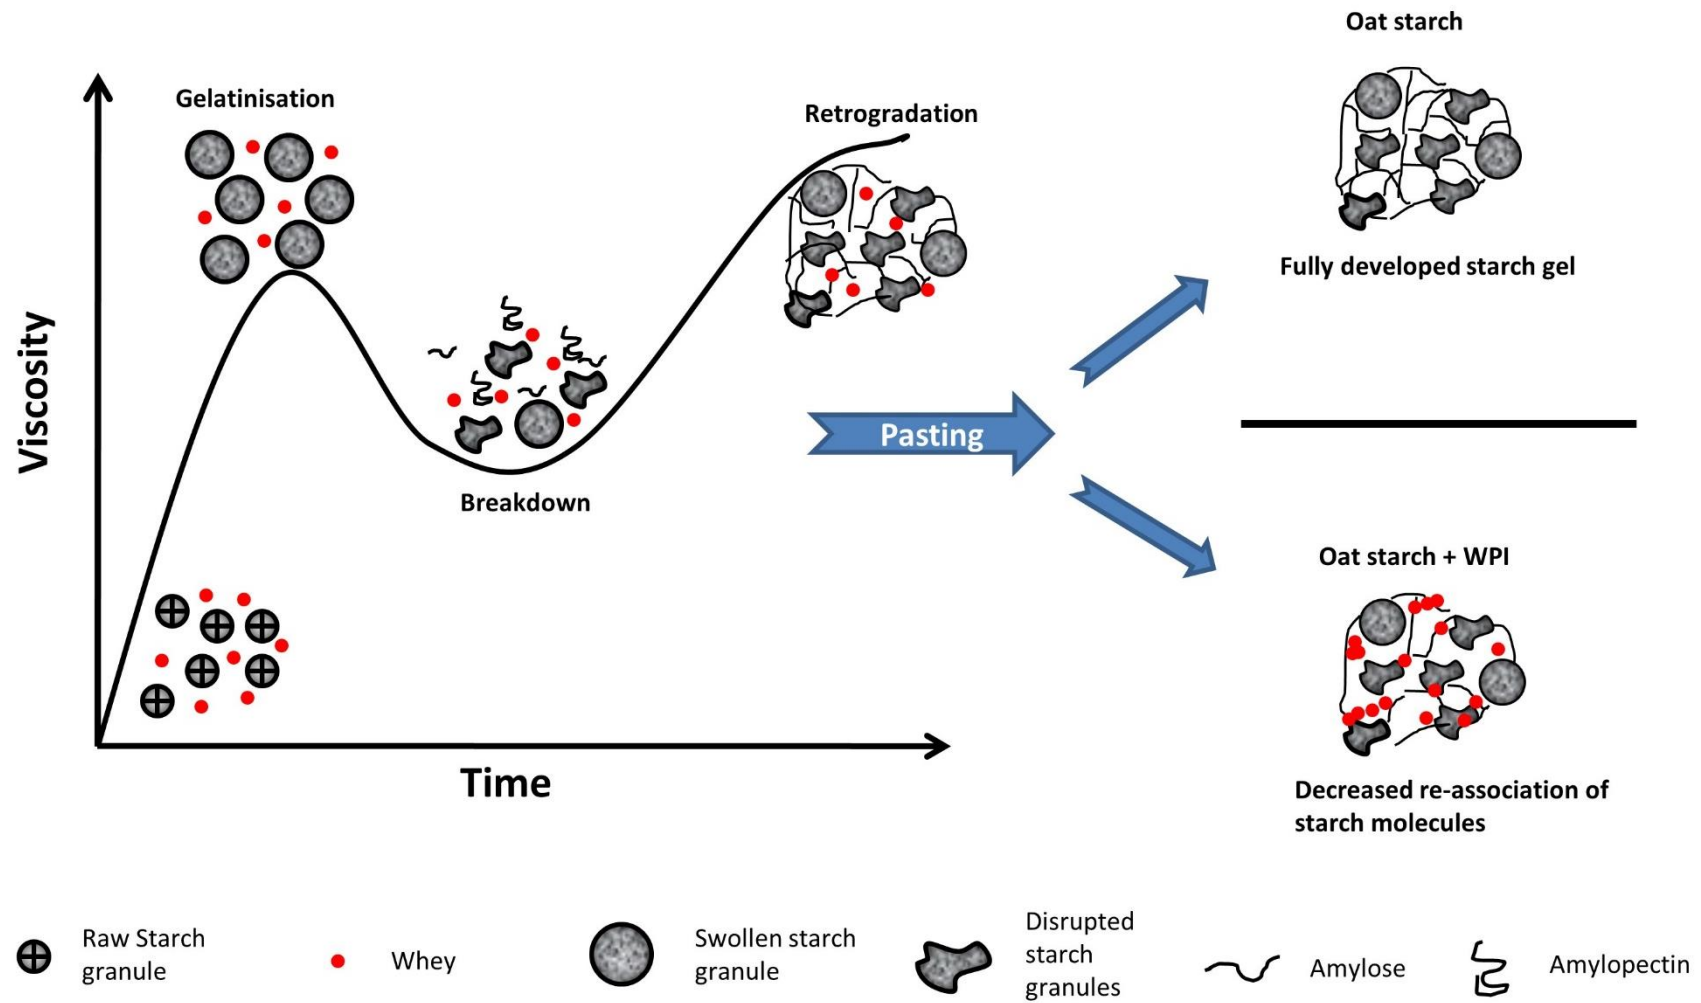 Oat starch
Gelatinisation
Retrogradation
Fully developed starch gel
Viscosity
Pasting
Breakdown
Oat starch + WPI
Time
Decreased re-association of
starch molecules
Raw Starch
granule
Whey
Swollen starch
granule
Disrupted
starch
granules
Amylose
Amylopectin